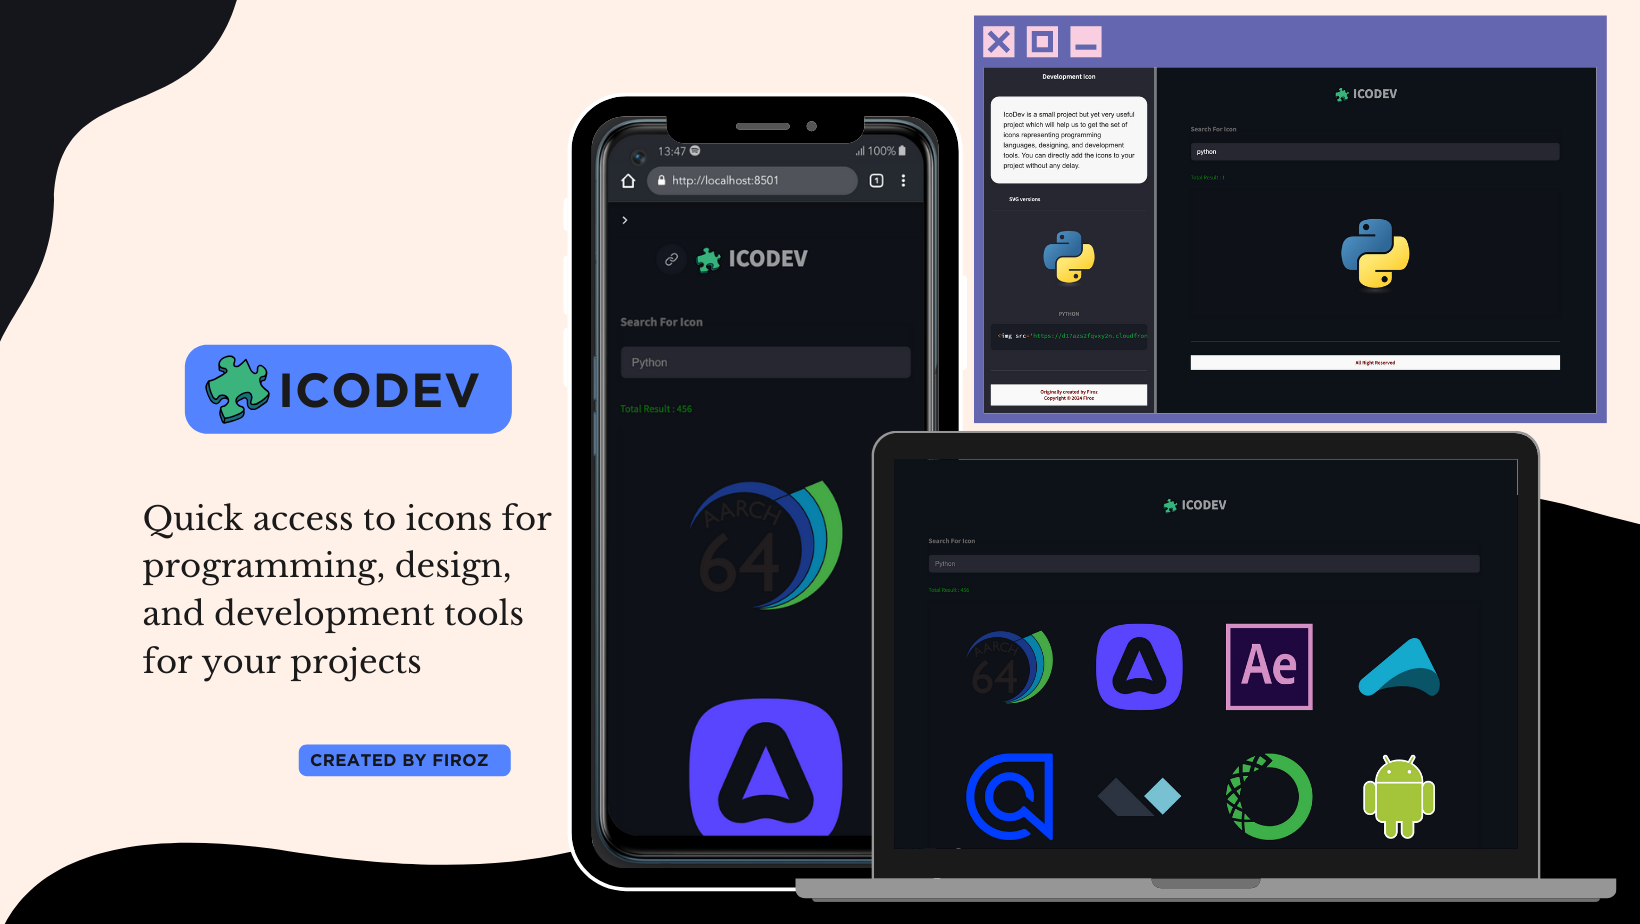 ICODEV
Quick access to icons for
programming, design,
and development tools
for your projects
CREATED BY FIROZ
13:47
100%
http://localhost:8501
1
ICODEV
Search For Icon
Python
Total Result : 456
AARCH
64
Development Icon
IcoDev is a small project but yet very useful
project which will help us to get the set of
icons representing programming
languages, designing, and development
tools. You can directly add the icons to your
project without any delay.
SVG versions
PYTHON
<img src='https://d17azs2fqvxy2n.cloudfron
Originally created by Firoz
Copyright © 2024 Firoz
ICODEV
Search For Icon
python
Total Result : 1
All Right Reserved
ICODEV
Search For Icon
Python
Total Result : 456
AARCH
64
Ae